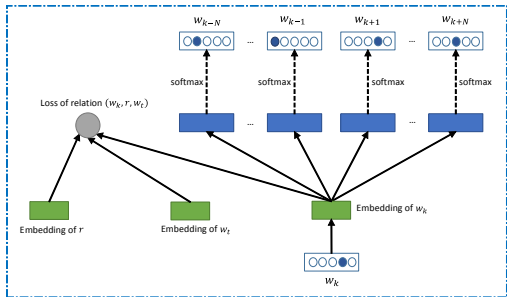 w_{k−N} w_{k−1} w_{k+1} w_{k+N}
... ...
softmax softmax softmax softmax
Loss of relation (w_k, r, w_t)
... ...
Embedding of r Embedding of w_t Embedding of w_k
w_k